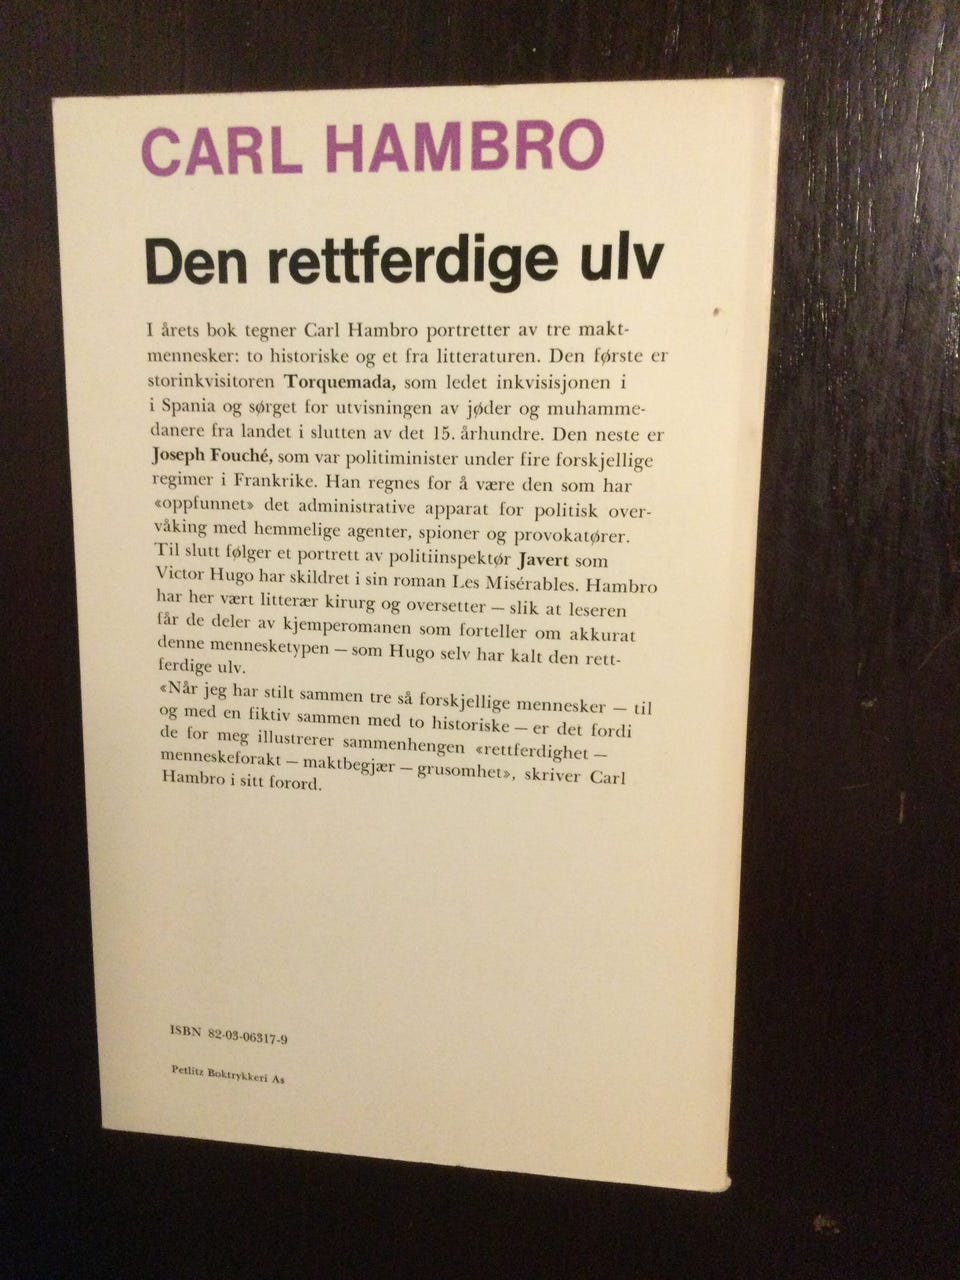 CARL HAMBRO
Den rettferdige ulv
I årets bok tegner Carl Hambro portretter av tre makt-
mennesker: to historiske og et fra litteraturen. Den første er
storinkvisitoren Torquemada, som ledet inkvisisjonen i
i Spania og sørget for utvisningen av jøder og muhamme-
danere fra landet i slutten av det 15. århundre. Den neste er
Joseph Fouché, som var politiminister under fire forskjellige
regimer i Frankrike. Han regnes for å være den som har
«oppfunnet» det administrative apparat for politisk over-
våking med hemmelige agenter, spioner og provokatører.
Til slutt følger et portrett av politiinspektør Javert som
Victor Hugo har skildret i sin roman Les Misérables. Hambro
har her vært litterær kirurg og oversetter – slik at leseren
får de deler av kjemperomanen som forteller om akkurat
denne mennesketypen – som Hugo selv har kalt den rett-
ferdige ulv.
«Når jeg har stilt sammen tre så forskjellige mennesker – til
og med en fiktiv sammen med to historiske – er det fordi
de for meg illustrerer sammenhengen «rettferdighet –
menneskeforakt – maktbegjær – grusomhet», skriver Carl
Hambro i sitt forord.
ISBN 82-03-06317-9
Petlitz Boktrykkeri As